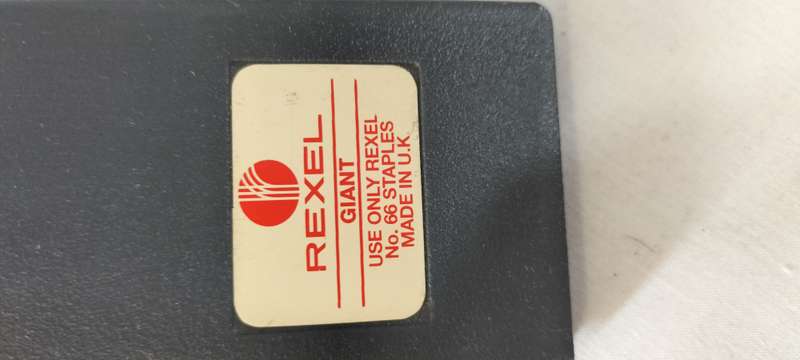 REXEL
GIANT
USE ONLY REXEL
No. 66 STAPLES
MADE IN U.K